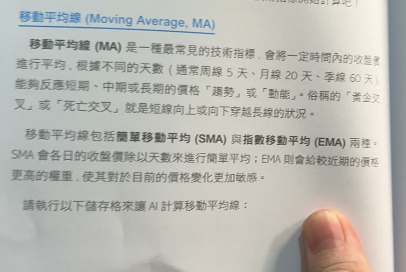 指標開始計算吧！
移動平均線 (Moving Average, MA)
移動平均線 (MA) 是一種最常見的技術指標，會將一定時間內的收盤價
進行平均，根據不同的天數（通常周線 5 天、月線 20 天、季線 60 天）
能夠反應短期、中期或長期的價格「趨勢」或「動能」。俗稱的「黃金交
叉」或「死亡交叉」就是短線向上或向下穿越長線的狀況。
移動平均線包括簡單移動平均 (SMA) 與指數移動平均 (EMA) 兩種。
SMA 會各日的收盤價除以天數來進行簡單平均；EMA 則會給較近期的價格
更高的權重，使其對於目前的價格變化更加敏感。
請執行以下儲存格來讓 AI 計算移動平均線：